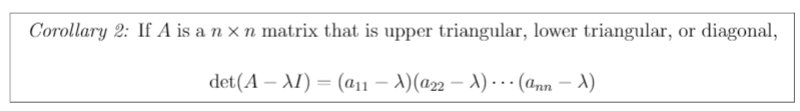 Corollary 2: If A is a n × n matrix that is upper triangular, lower triangular, or diagonal,
det(A − λI) = (a₁₁ − λ)(a₂₂ − λ) ··· (aₙₙ − λ)